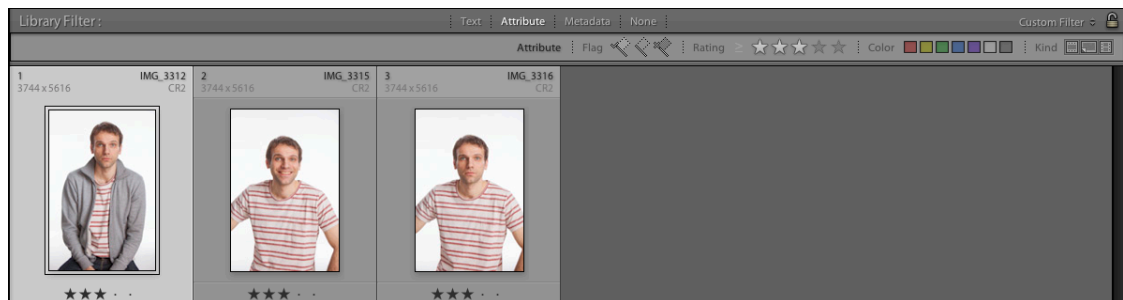 Library Filter : Text Attribute Metadata None Custom Filter
Attribute Flag Rating ≥ Color Kind
1 IMG_3312 2 IMG_3315 3 IMG_3316
3744 x 5616 CR2 3744 x 5616 CR2 3744 x 5616 CR2